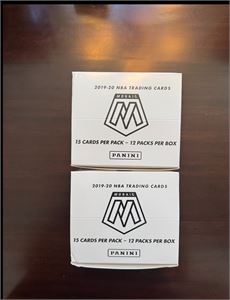 2019-20 NBA TRADING CARDS
MOSAIC
15 CARDS PER PACK – 12 PACKS PER BOX
PANINI
2019-20 NBA TRADING CARDS
MOSAIC
15 CARDS PER PACK – 12 PACKS PER BOX
PANINI